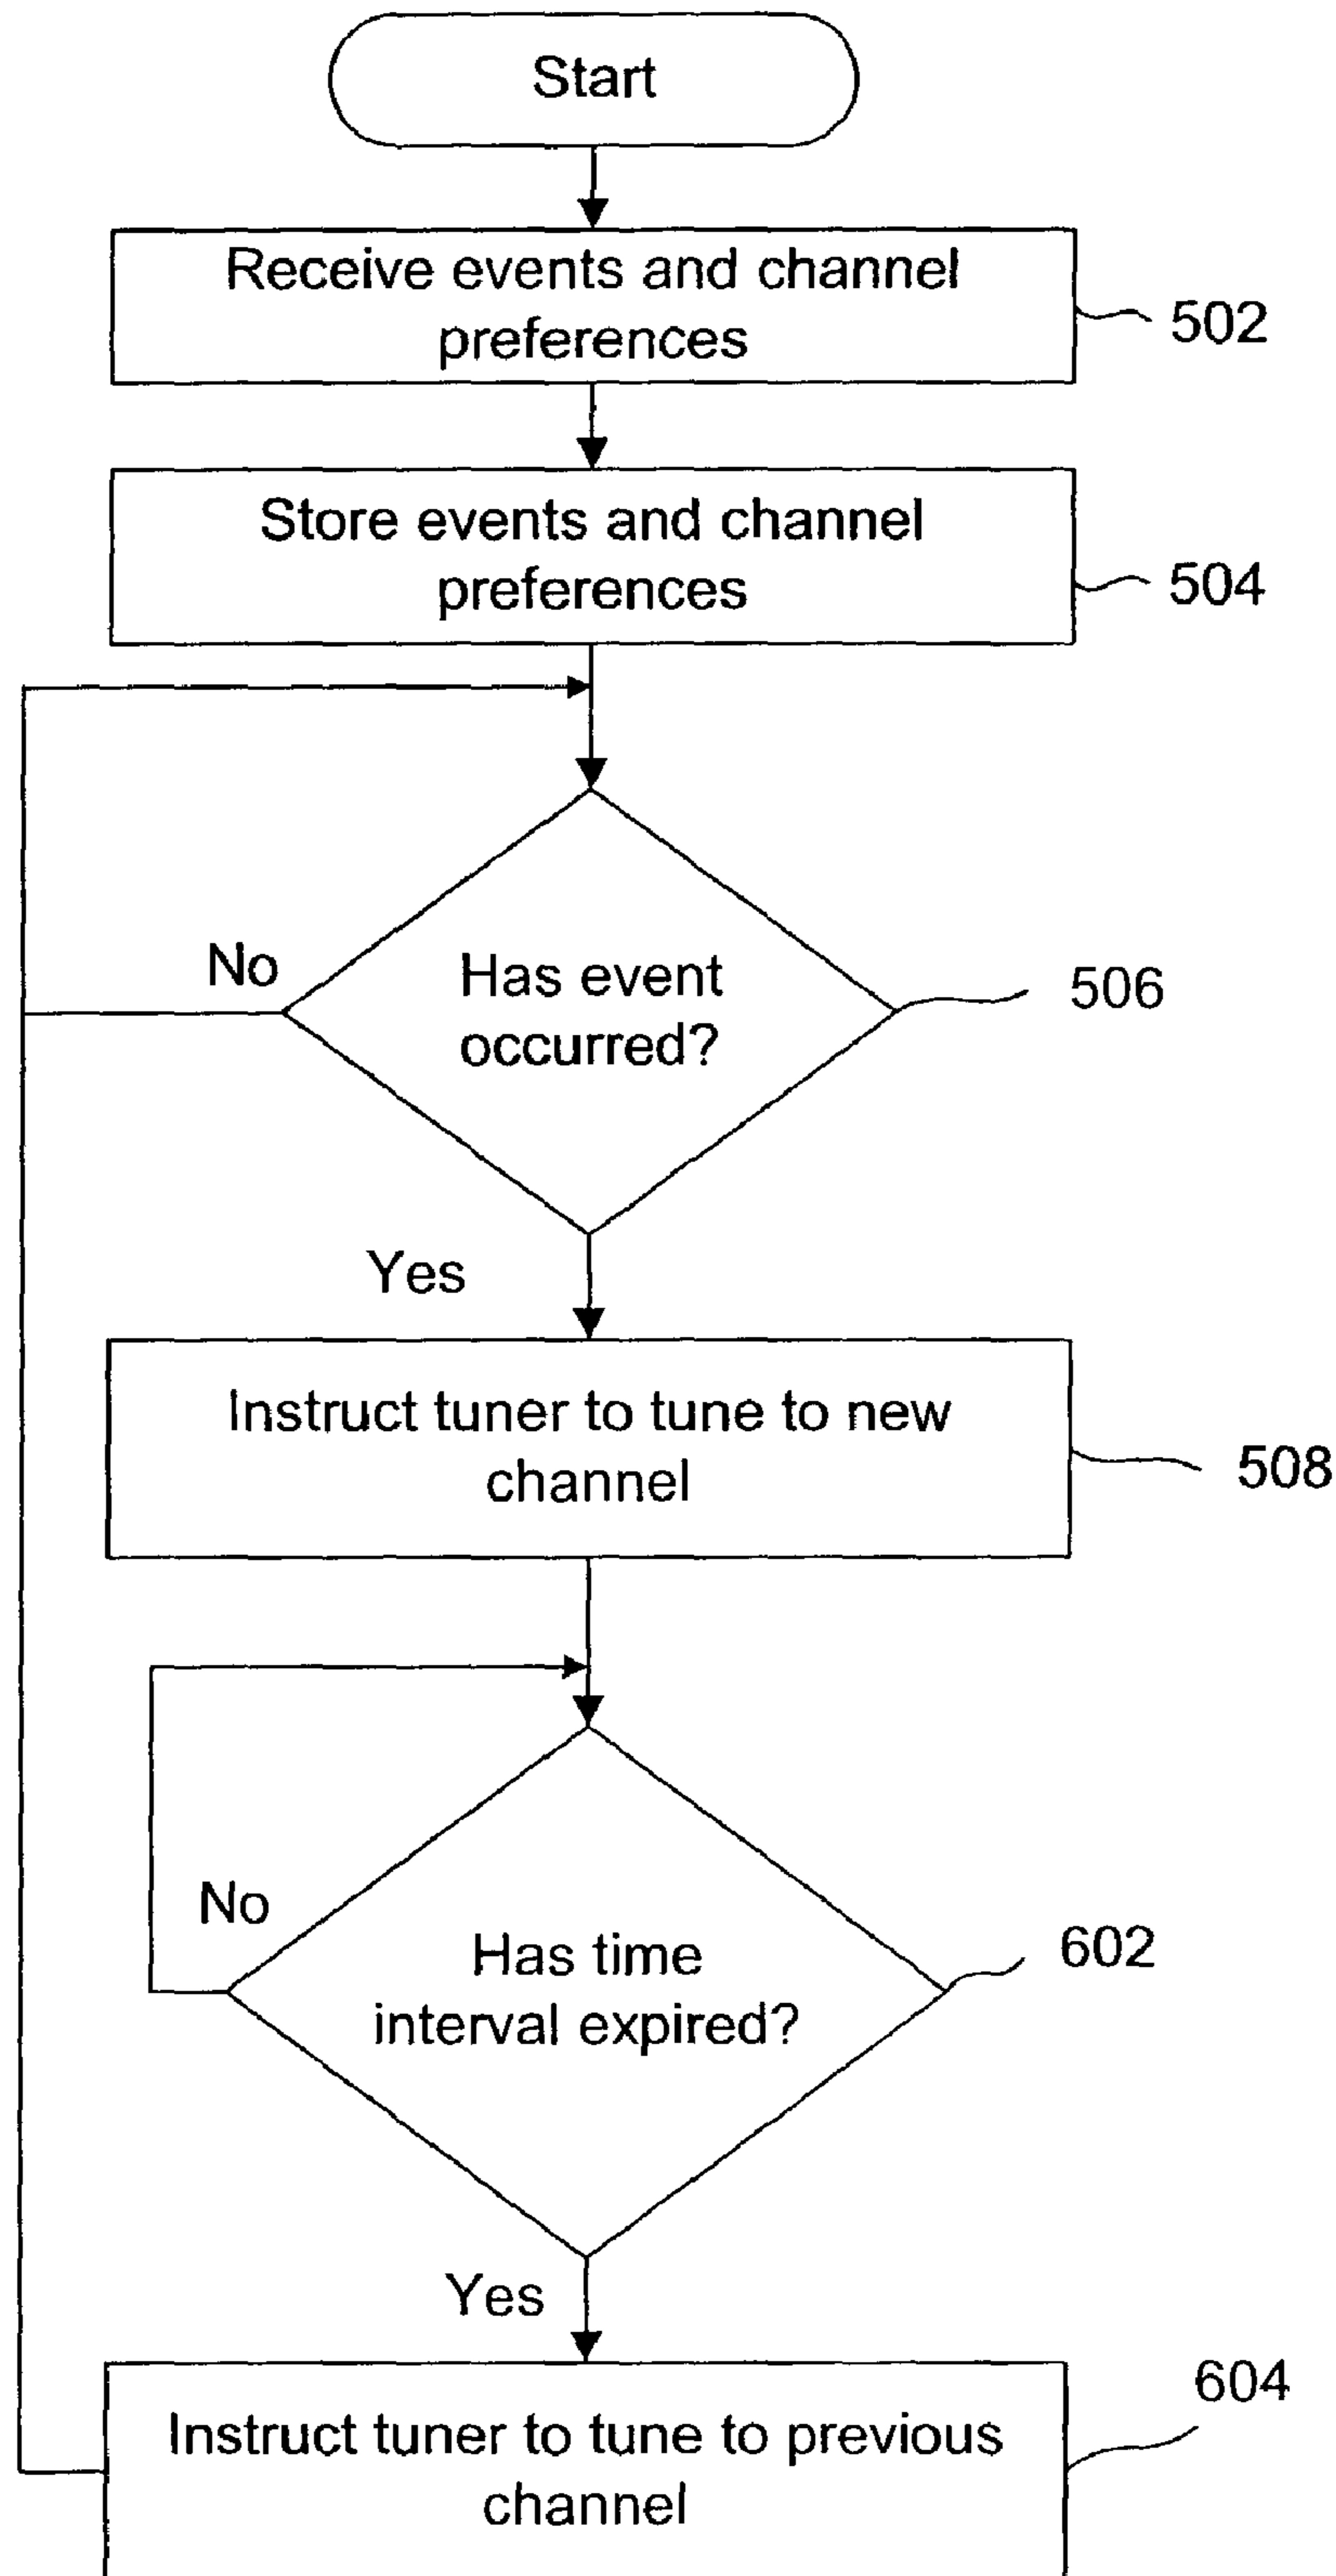 Start
Receive events and channel
preferences
502
Store events and channel
preferences
504
No
Has event
occurred?
506
Yes
Instruct tuner to tune to new
channel
508
No
Has time
interval expired?
602
Yes
604
Instruct tuner to tune to previous
channel